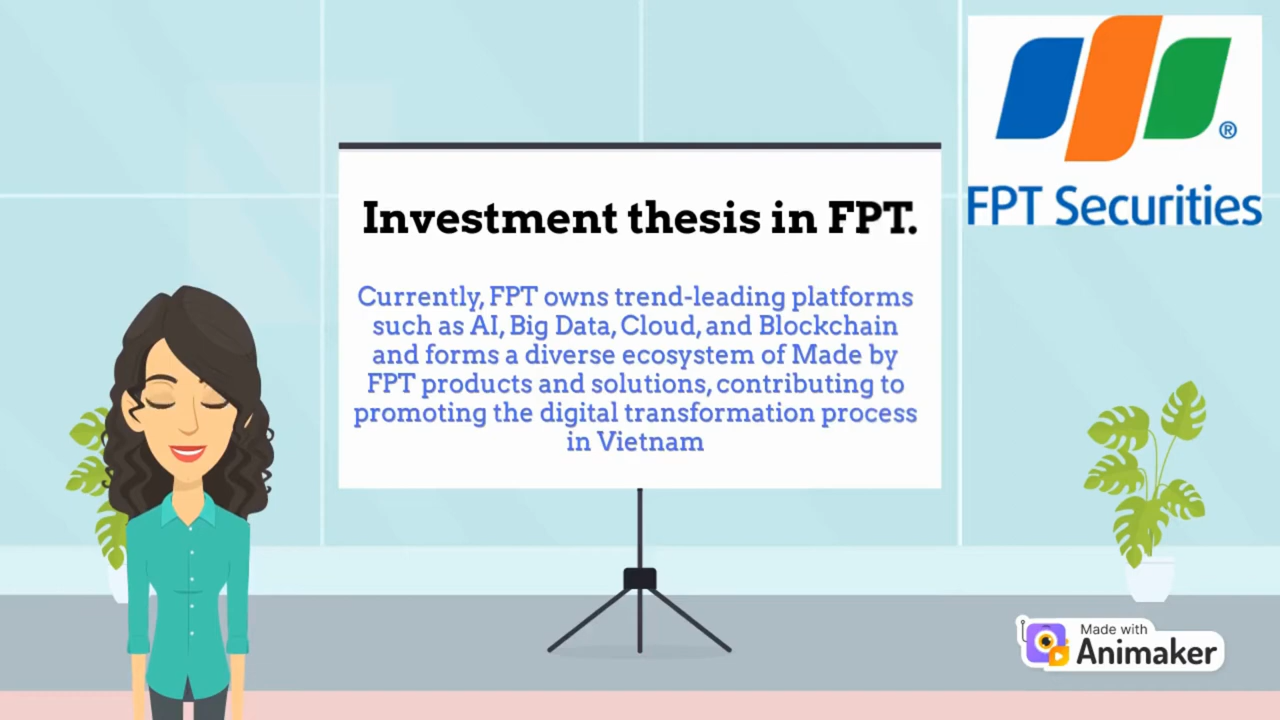 FPT Securities
Investment thesis in FPT.
Currently, FPT owns trend-leading platforms
such as AI, Big Data, Cloud, and Blockchain
and forms a diverse ecosystem of Made by
FPT products and solutions, contributing to
promoting the digital transformation process
in Vietnam
Made with
Animaker